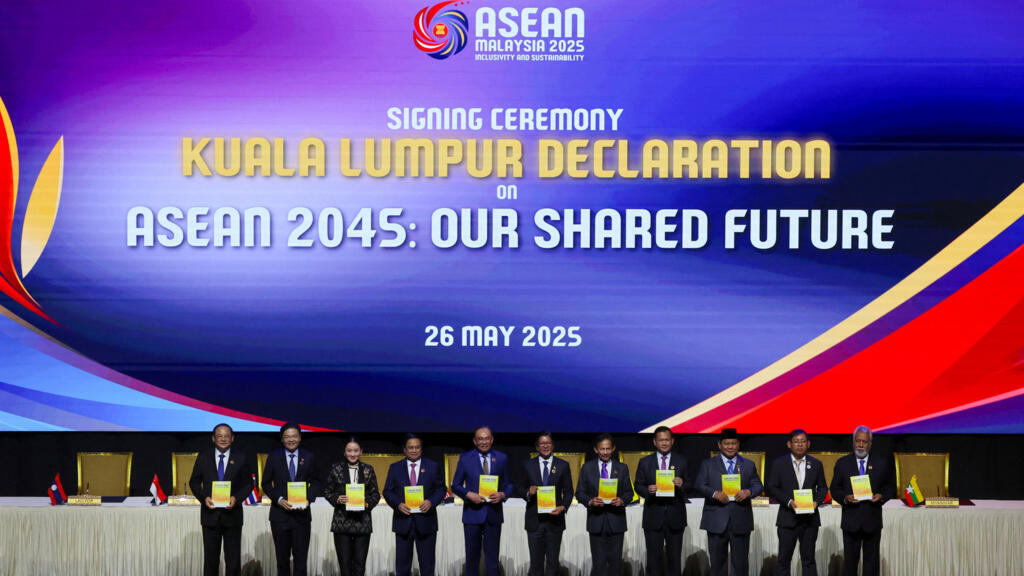 ASEAN
MALAYSIA 2025
INCLUSIVITY AND SUSTAINABILITY
SIGNING CEREMONY
KUALA LUMPUR DECLARATION
ON
ASEAN 2045: OUR SHARED FUTURE
26 MAY 2025